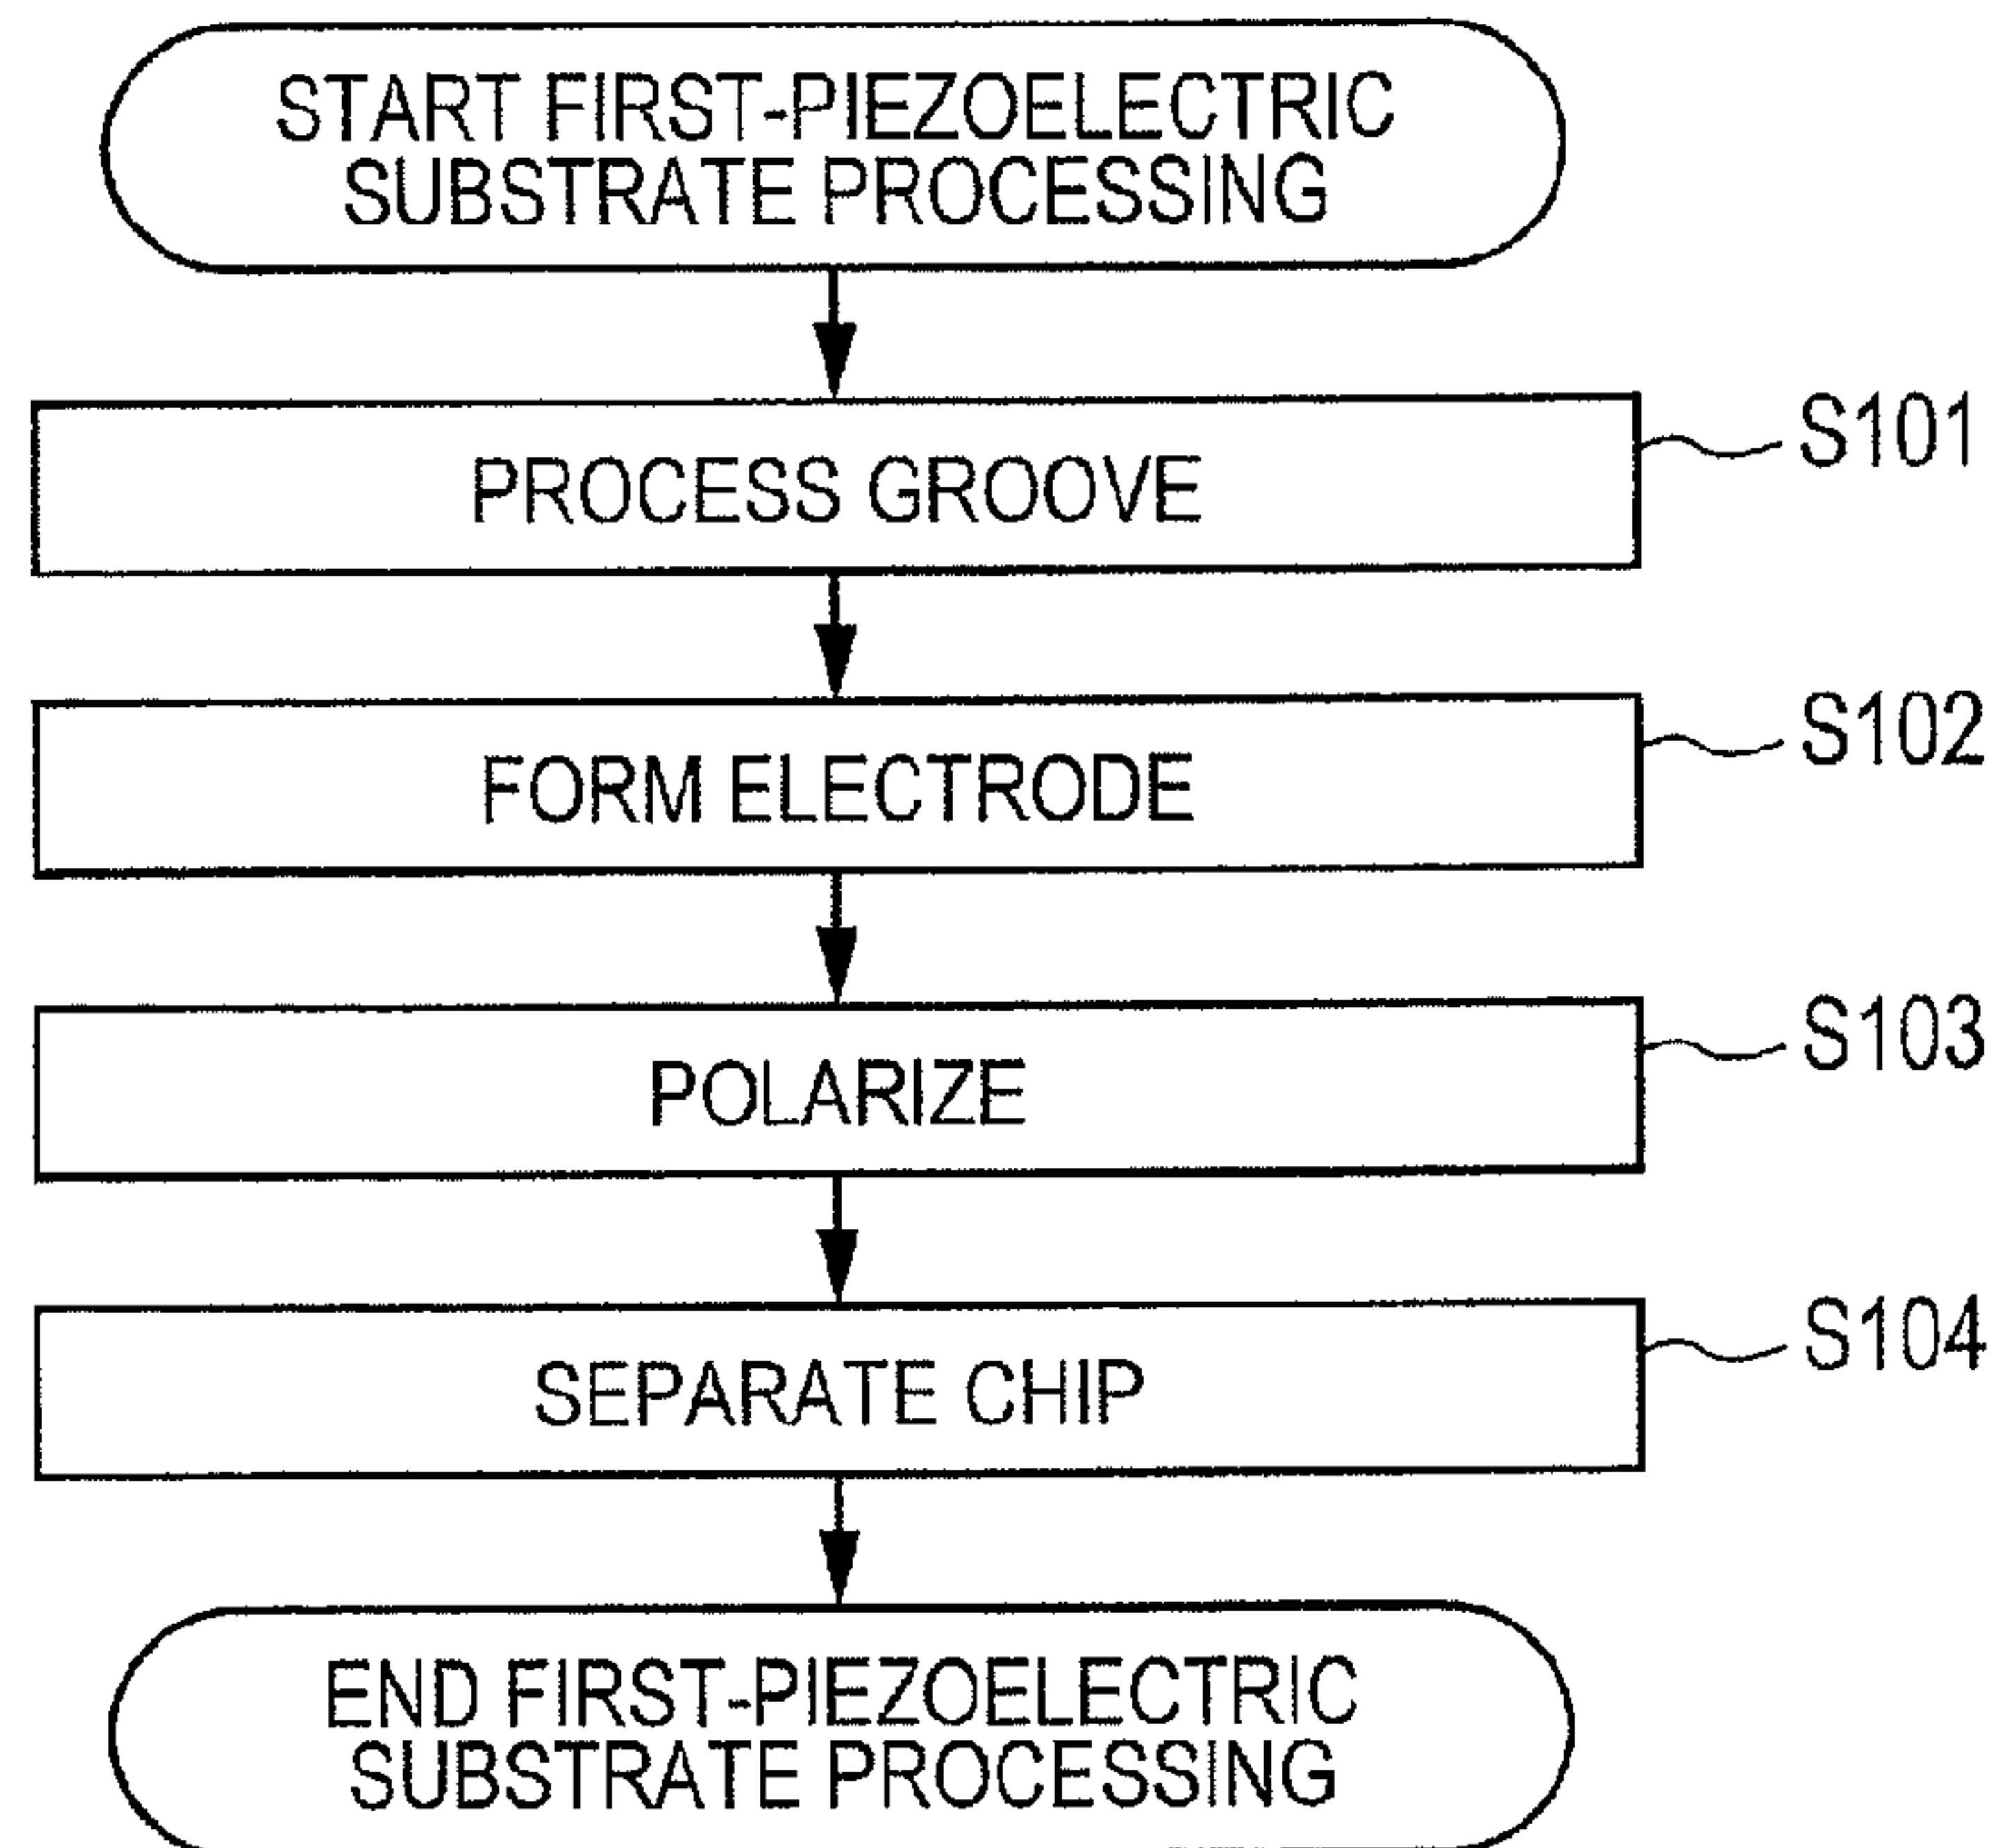 START FIRST-PIEZOELECTRIC
SUBSTRATE PROCESSING
PROCESS GROOVE
S101
FORM ELECTRODE
S102
POLARIZE
S103
SEPARATE CHIP
S104
END FIRST-PIEZOELECTRIC
SUBSTRATE PROCESSING